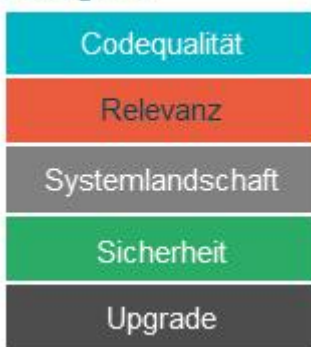 Codequalität
Relevanz
Systemlandschaft
Sicherheit
Upgrade